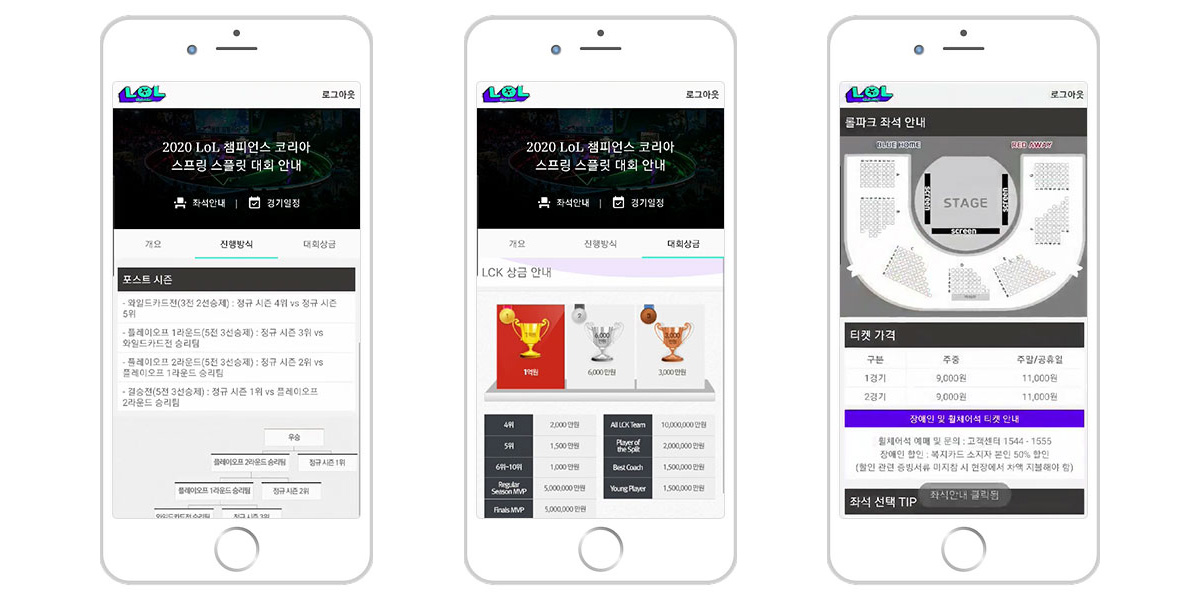 LOL
로그아웃
2020 LoL 챔피언스 코리아
스프링 스플릿 대회 안내
좌석안내 | 경기일정
개요 진행방식 대회상금
포스트 시즌
- 와일드카드전(3전 2선승제) : 정규 시즌 4위 vs 정규 시즌
5위
- 플레이오프 1라운드(5전 3선승제) : 정규 시즌 3위 vs
와일드카드전 승리팀
- 플레이오프 2라운드(5전 3선승제) : 정규 시즌 2위 vs
플레이오프 1라운드 승리팀
- 결승전(5전 3선승제) : 정규 시즌 1위 vs 플레이오프
2라운드 승리팀
우승
플레이오프 2라운드 승리팀 정규 시즌 1위
플레이오프 1라운드 승리팀 정규 시즌 2위
와일드카드전 승리팀 정규 시즌 3위
LOL
로그아웃
2020 LoL 챔피언스 코리아
스프링 스플릿 대회 안내
좌석안내 | 경기일정
개요 진행방식 대회상금
LCK 상금 안내
1 2 3
1억원 6,000 만원 3,000 만원
4위 2,000 만원
5위 1,500 만원
6위~10위 1,000 만원
Regular
Season MVP 5,000,000 만원
Finals MVP 5,000,000 만원
All LCK Team 10,000,000 만원
Player of
the Split 2,000,000 만원
Best Coach 1,500,000 만원
Young Player 1,500,000 만원
LOL
로그아웃
롤파크 좌석 안내
BLUE HOME RED AWAY
screen STAGE screen
screen
티켓 가격
구분 주중 주말/공휴일
1경기 9,000원 11,000원
2경기 9,000원 11,000원
장애인 및 휠체어석 티켓 안내
휠체어석 예매 및 문의 : 고객센터 1544 - 1555
장애인 할인 : 복지카드 소지자 본인 50% 할인
(할인 관련 증빙서류 미지참 시 현장에서 차액 지불해야 함)
좌석 선택 TIP
좌석안내 클릭됨